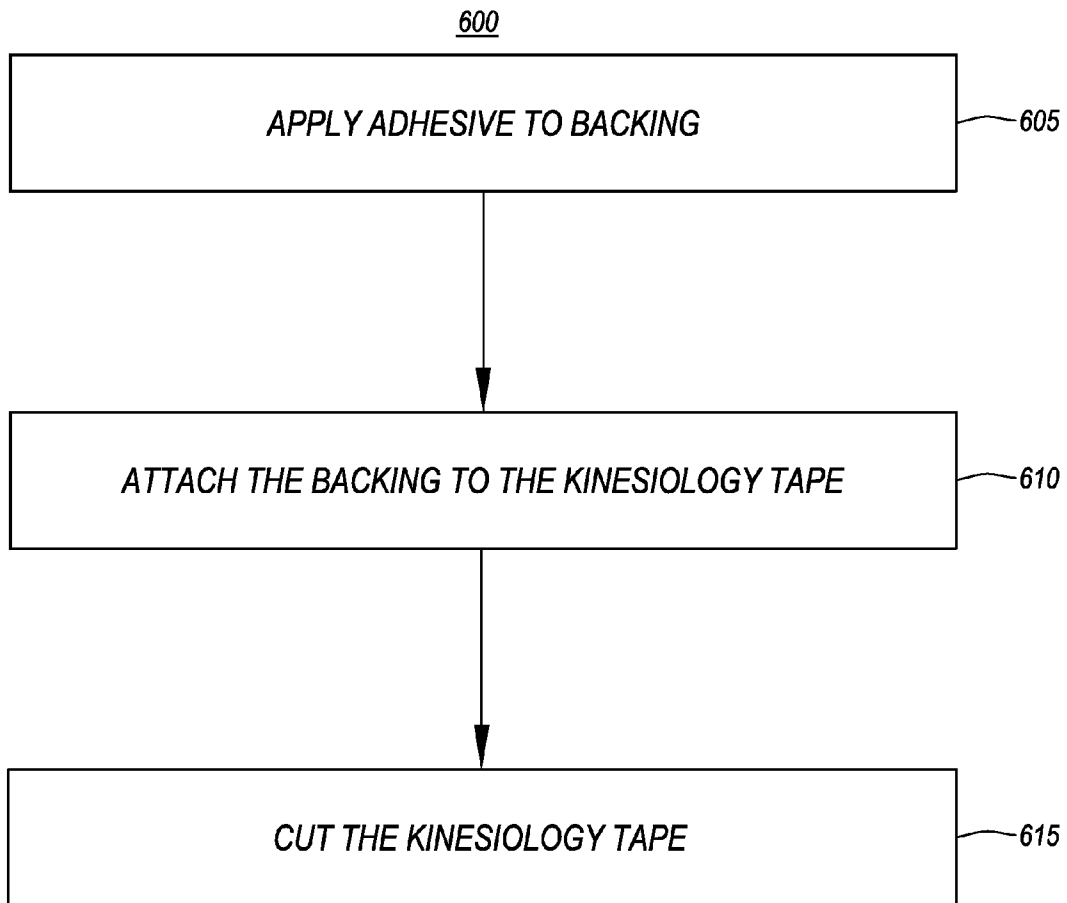 600
APPLY ADHESIVE TO BACKING
605
ATTACH THE BACKING TO THE KINESIOLOGY TAPE
610
CUT THE KINESIOLOGY TAPE
615